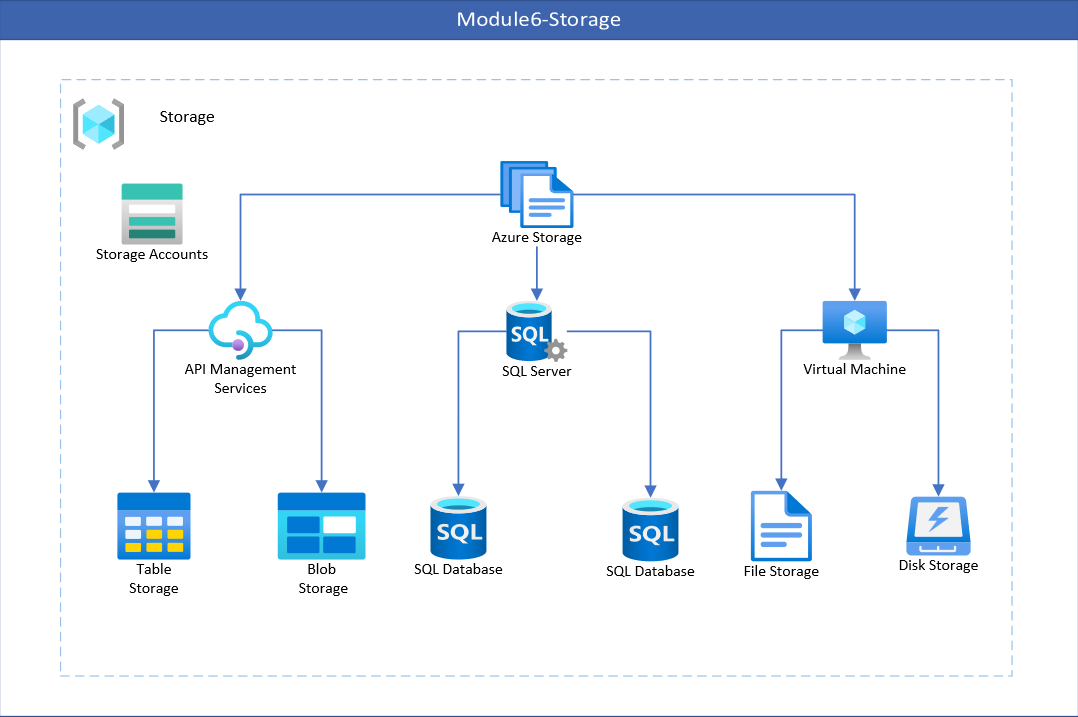 Module6-Storage
Storage
Storage Accounts
Azure Storage
API Management
Services
SQL
SQL Server
Virtual Machine
Table
Storage
Blob
Storage
SQL
SQL Database
SQL
SQL Database
File Storage
Disk Storage